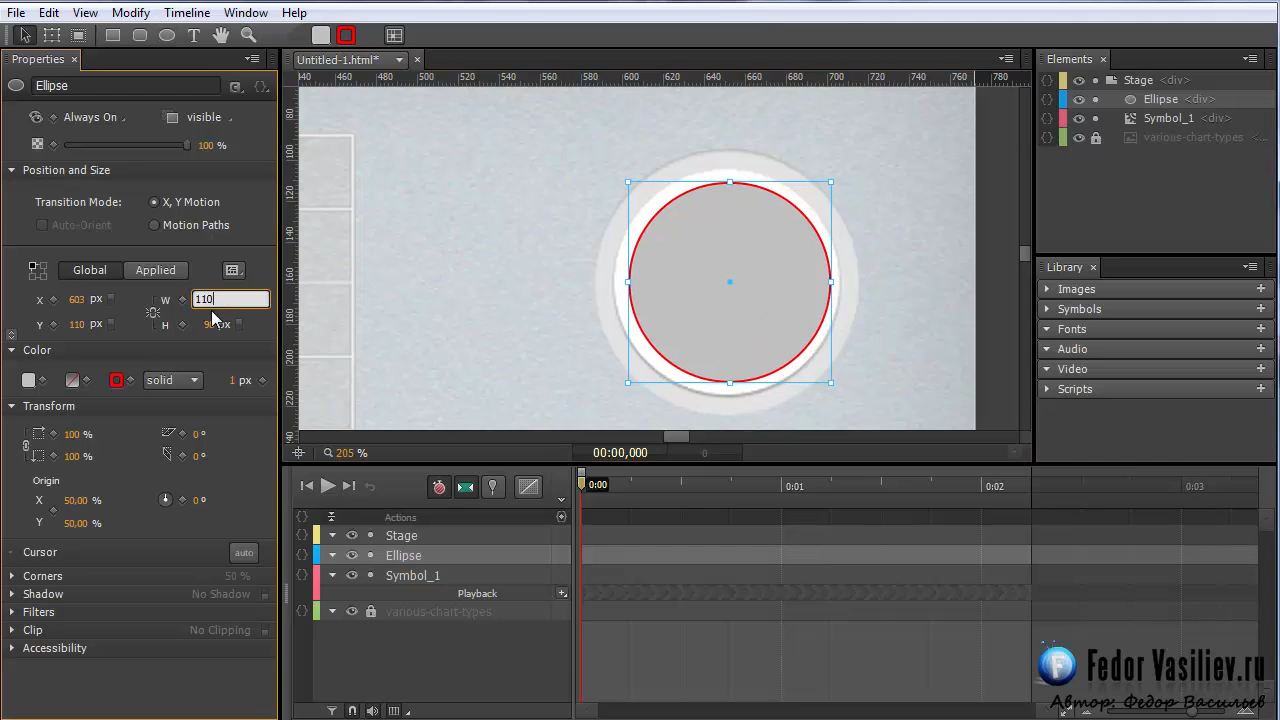 File Edit View Modify Timeline Window Help
Properties
Ellipse
Always On
visible
100 %
Position and Size
Transition Mode:
X, Y Motion
Auto-Orient
Motion Paths
Global
Applied
X 603 px
W 110
Y 110 px
H px
Color
solid
1 px
Transform
100 %
0 º
100 %
0 º
Origin
X 50,00 %
0 º
Y 50,00 %
Cursor
auto
Corners
50 %
Shadow
No Shadow
Filters
Clip
No Clipping
Accessibility
Untitled-1.html*
440 460 480 500 520 540 560 580 600 620 640 660 680 700 720 740 760 780
80
100
120
140
160
180
200
220
205 %
00:00,000
0
Elements
Stage <div>
Ellipse <div>
Symbol_1 <div>
various-chart-types <...
Library
Images
Symbols
Fonts
Audio
Video
Scripts
0:00
0:01
0:02
0:03
Actions
Stage
Ellipse
Symbol_1
Playback
various-chart-types
Fedor Vasiliev.ru
Автор: Федор Васильев